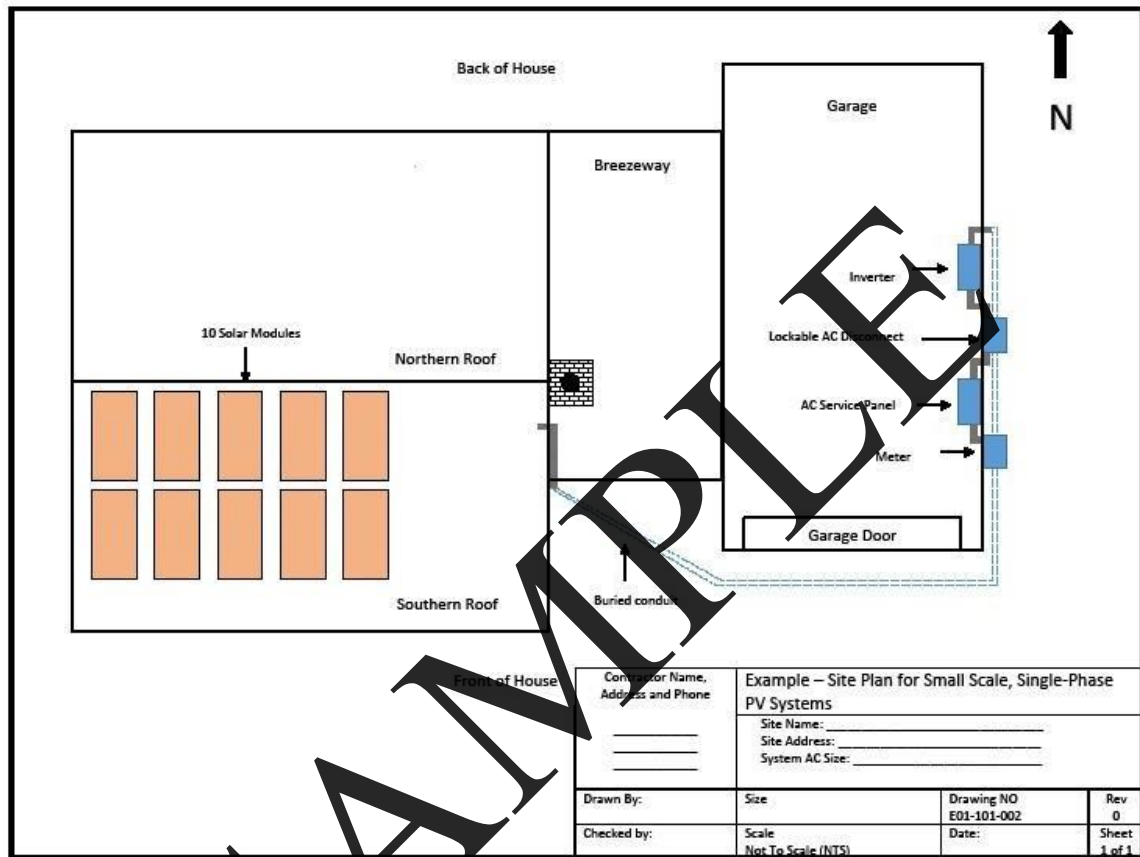 Back of House
N
Garage
Breezeway
Inverter
10 Solar Modules
Lockable AC Disconnect
Northern Roof
AC Service Panel
Meter
Garage Door
Southern Roof
Buried conduit
Front of House
SAMPLE
Contractor Name,
Address and Phone
Example – Site Plan for Small Scale, Single-Phase
PV Systems
Site Name:
Site Address:
System AC Size:
Drawn By:
Size
Drawing NO
E01-101-002
Rev
0
Checked by:
Scale
Not To Scale (NTS)
Date:
Sheet
1 of 1